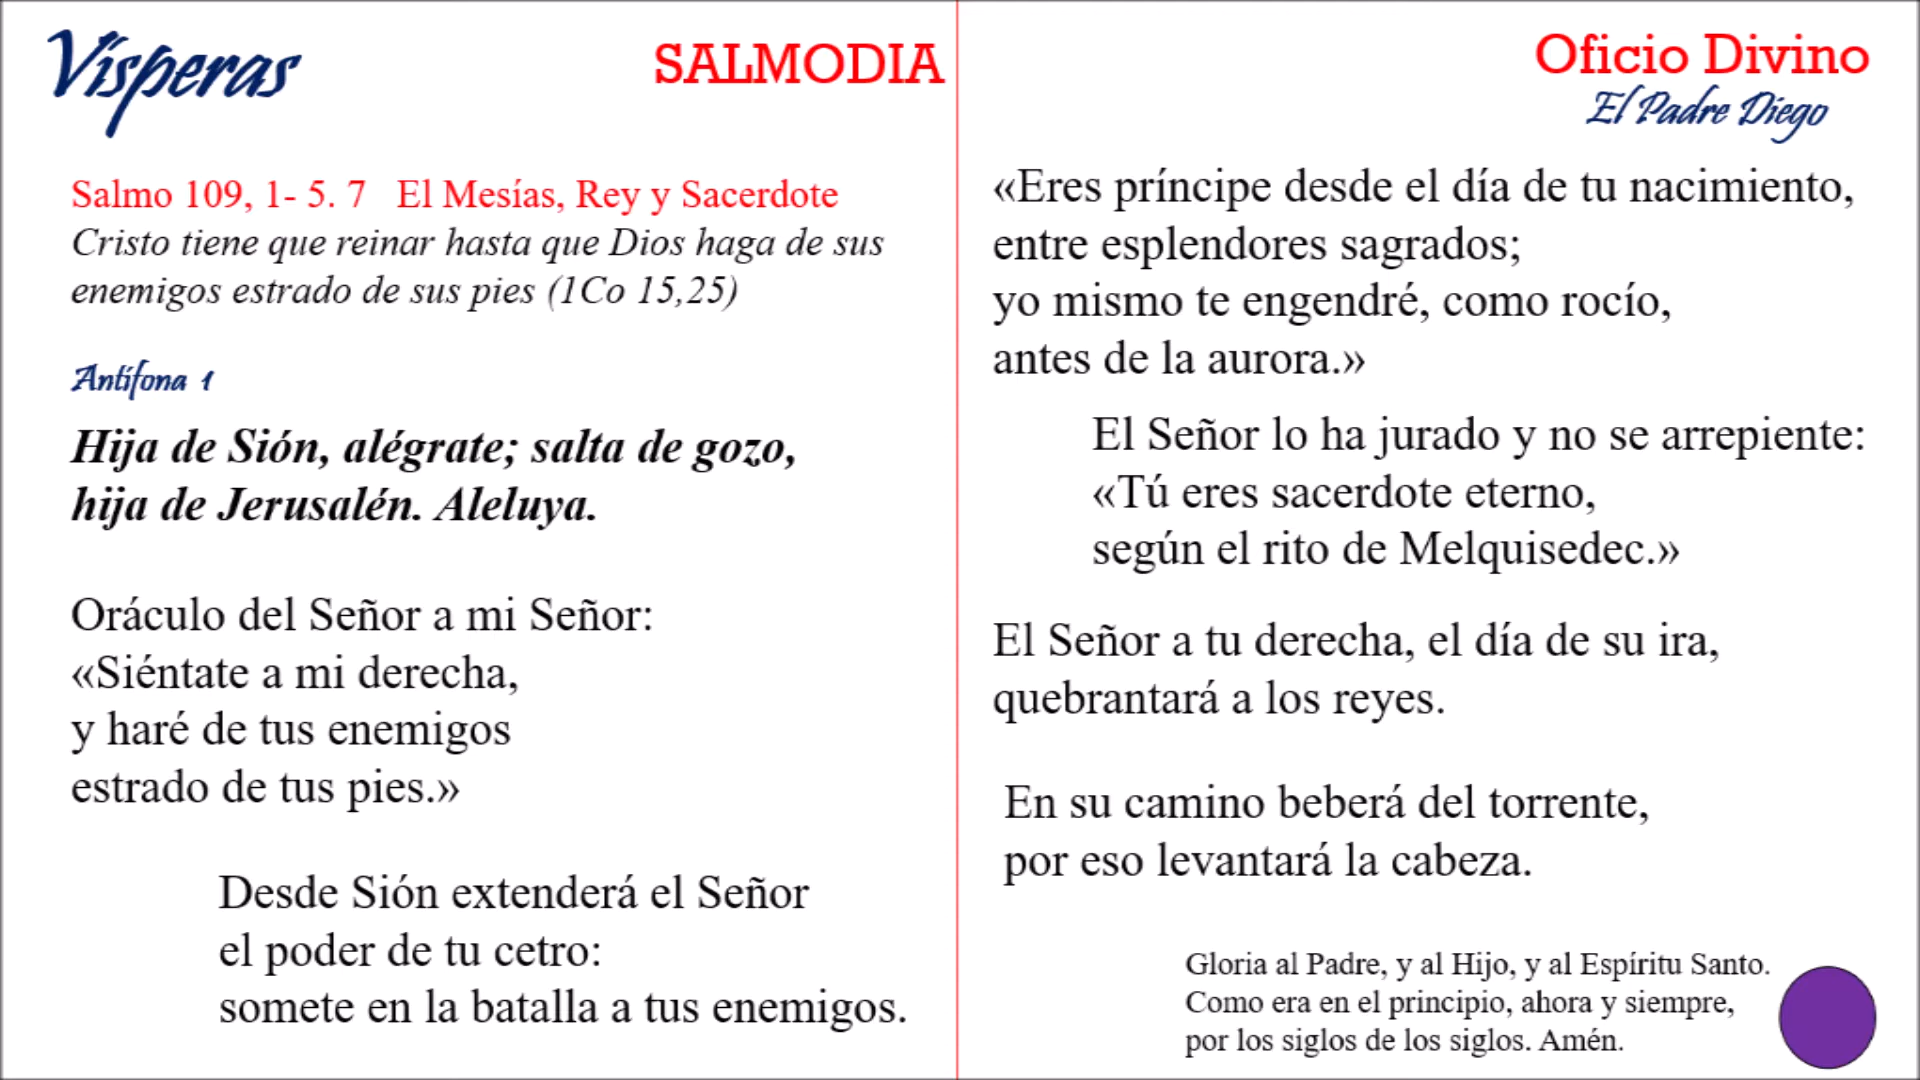 Vísperas
SALMODIA
Salmo 109, 1- 5. 7   El Mesías, Rey y Sacerdote
Cristo tiene que reinar hasta que Dios haga de sus
enemigos estrado de sus pies (1Co 15,25)
Antífona 1
Hija de Sión, alégrate; salta de gozo,
hija de Jerusalén. Aleluya.
Oráculo del Señor a mi Señor:
«Siéntate a mi derecha,
y haré de tus enemigos
estrado de tus pies.»
Desde Sión extenderá el Señor
el poder de tu cetro:
somete en la batalla a tus enemigos.
Oficio Divino
El Padre Diego
«Eres príncipe desde el día de tu nacimiento,
entre esplendores sagrados;
yo mismo te engendré, como rocío,
antes de la aurora.»
El Señor lo ha jurado y no se arrepiente:
«Tú eres sacerdote eterno,
según el rito de Melquisedec.»
El Señor a tu derecha, el día de su ira,
quebrantará a los reyes.
En su camino beberá del torrente,
por eso levantará la cabeza.
Gloria al Padre, y al Hijo, y al Espíritu Santo.
Como era en el principio, ahora y siempre,
por los siglos de los siglos. Amén.